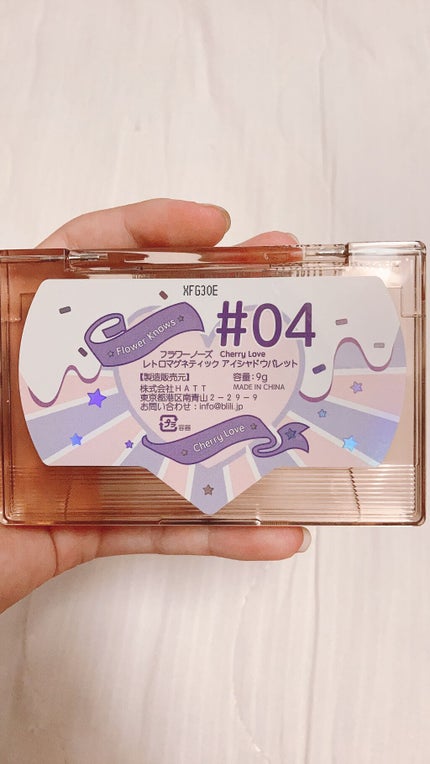 XFG30E
Flower Knows
#04
フラワーノーズ Cherry Love
レトロマグネティック アイシャドウパレット
【製造販売元】 容量:9g
株式会社HATT MADE IN CHINA
東京都港区南青山2-29-9
お問い合わせ:info@blili.jp
プラ 容器
Cherry Love